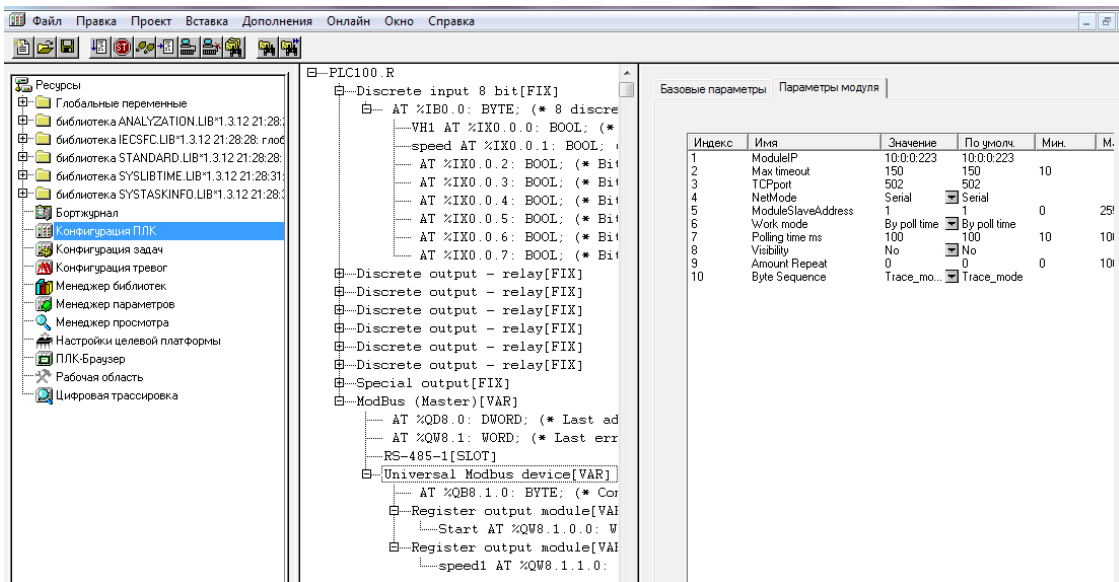 Файл Правка Проект Вставка Дополнения Онлайн Окно Справка
Ресурсы
Глобальные переменные
библиотека ANALYZATION.LIB*1.3.12 21:28:
библиотека IECSFC.LIB*1.3.12 21:28:28: глоб
библиотека STANDARD.LIB*1.3.12 21:28:28:
библиотека SYSLIBTIME.LIB*1.3.12 21:28:31:
библиотека SYSTASKINFO.LIB*1.3.12 21:28:
Бортжурнал
Конфигурация ПЛК
Конфигурация задач
Конфигурация тревог
Менеджер библиотек
Менеджер параметров
Менеджер просмотра
Настройки целевой платформы
ПЛК-Браузер
Рабочая область
Цифровая трассировка
PLC100.R
Discrete input 8 bit[FIX]
AT %IB0.0: BYTE; (* 8 discre
VH1 AT %IX0.0.0: BOOL; (*
speed AT %IX0.0.1: BOOL;
AT %IX0.0.2: BOOL; (* Bit
AT %IX0.0.3: BOOL; (* Bit
AT %IX0.0.4: BOOL; (* Bit
AT %IX0.0.5: BOOL; (* Bit
AT %IX0.0.6: BOOL; (* Bit
AT %IX0.0.7: BOOL; (* Bit
Discrete output - relay[FIX]
Discrete output - relay[FIX]
Discrete output - relay[FIX]
Discrete output - relay[FIX]
Discrete output - relay[FIX]
Discrete output - relay[FIX]
Special output[FIX]
ModBus (Master)[VAR]
AT %QD8.0: DWORD; (* Last ad
AT %QW8.1: WORD; (* Last err
RS-485-1[SLOT]
Universal Modbus device[VAR]
AT %QB8.1.0: BYTE; (* Con
Register output module[VAR
Start AT %QW8.1.0.0: W
Register output module[VAR
speed1 AT %QW8.1.1.0:
Базовые параметры Параметры модуля
Индекс Имя Значение По умолч. Мин. М
1 ModuleIP 10:0:0:223 10:0:0:223
2 Max timeout 150 150 10
3 TCPport 502 502
4 NetMode Serial Serial
5 ModuleSlaveAddress 1 1 0 255
6 Work mode By poll time By poll time
7 Polling time ms 100 100 10 100
8 Visibility No No
9 Amount Repeat 0 0 0 100
10 Byte Sequence Trace_mo... Trace_mode